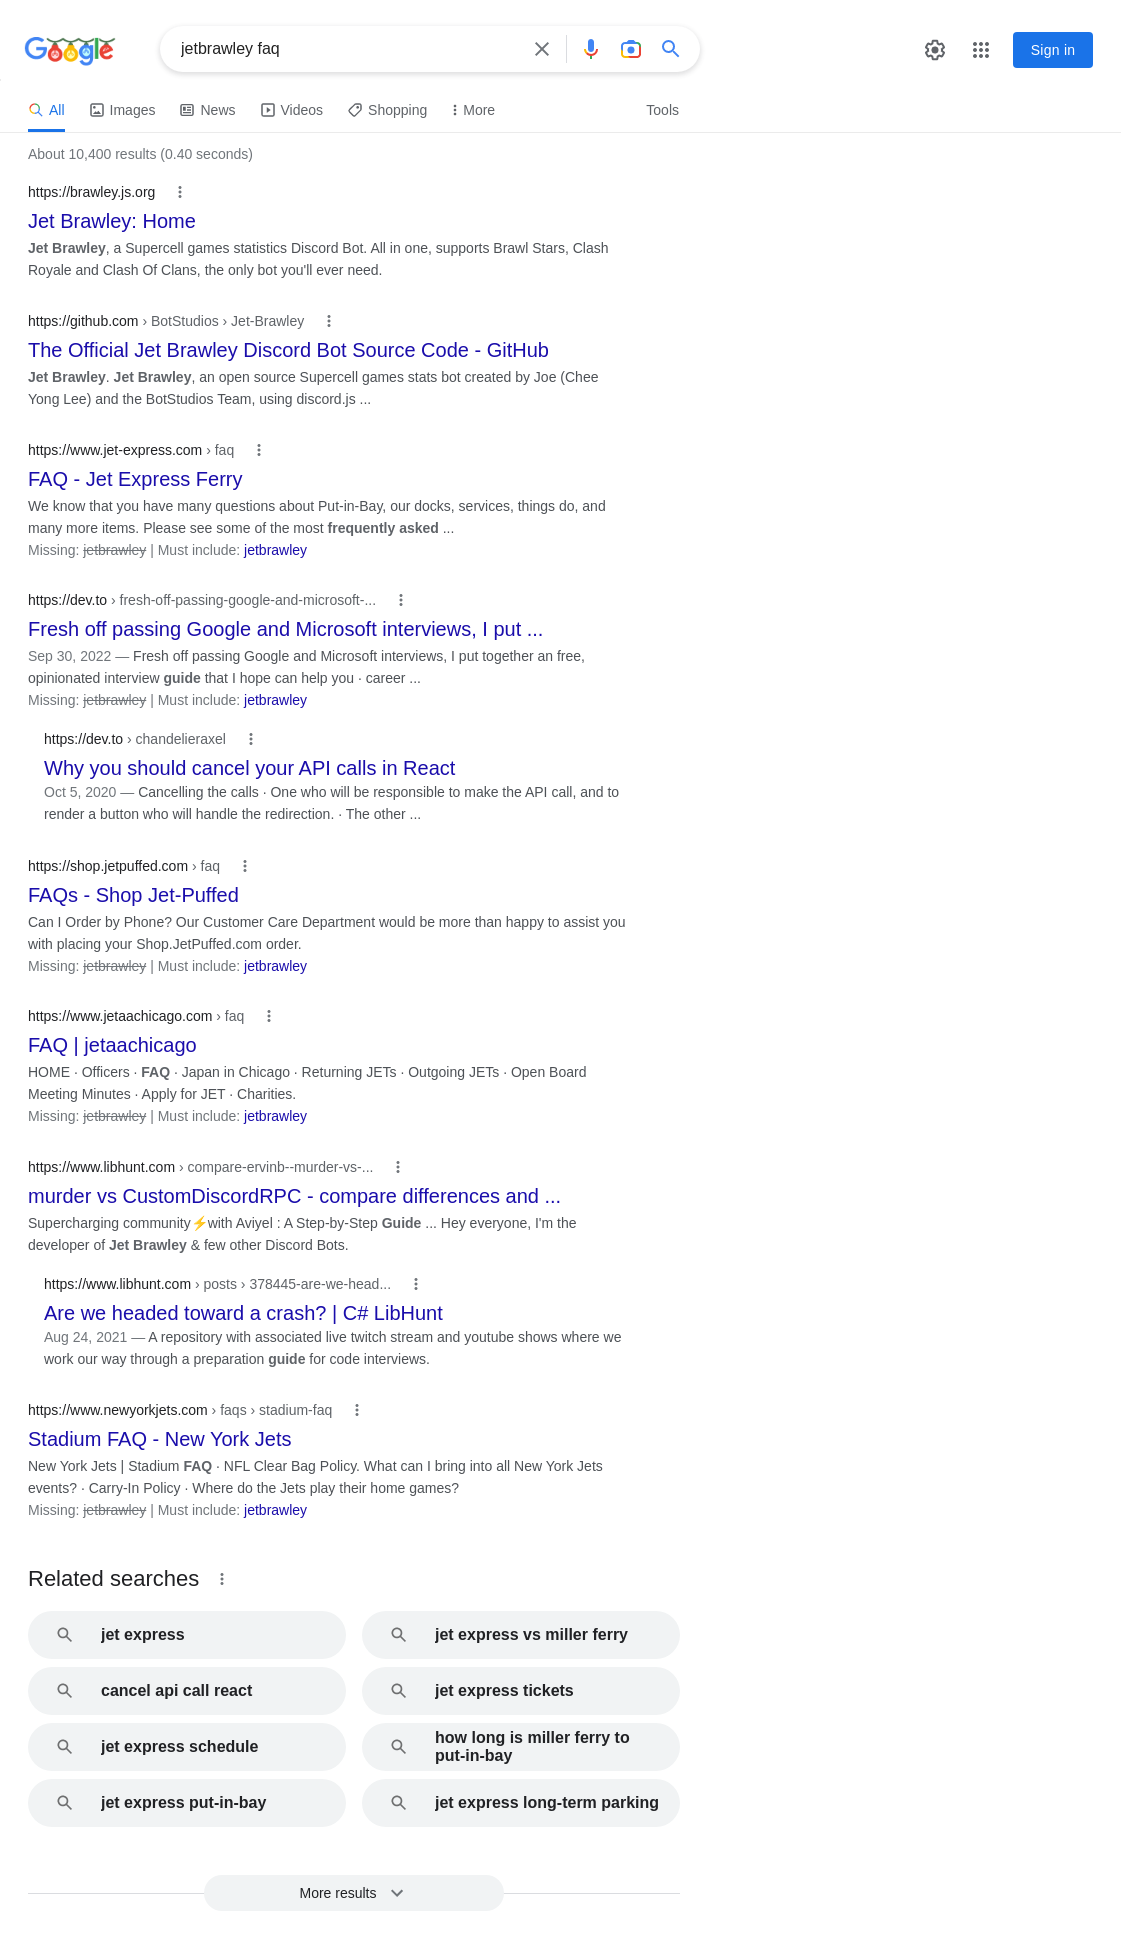 Google
jetbrawley faq
Sign in
All
Images
News
Videos
Shopping
More
Tools
About 10,400 results (0.40 seconds)
https://brawley.js.org
Jet Brawley: Home
Jet Brawley, a Supercell games statistics Discord Bot. All in one, supports Brawl Stars, Clash
Royale and Clash Of Clans, the only bot you'll ever need.
https://github.com › BotStudios › Jet-Brawley
The Official Jet Brawley Discord Bot Source Code - GitHub
Jet Brawley. Jet Brawley, an open source Supercell games stats bot created by Joe (Chee
Yong Lee) and the BotStudios Team, using discord.js ...
https://www.jet-express.com › faq
FAQ - Jet Express Ferry
We know that you have many questions about Put-in-Bay, our docks, services, things do, and
many more items. Please see some of the most frequently asked ...
Missing: jetbrawley | Must include: jetbrawley
https://dev.to › fresh-off-passing-google-and-microsoft-...
Fresh off passing Google and Microsoft interviews, I put ...
Sep 30, 2022 — Fresh off passing Google and Microsoft interviews, I put together an free,
opinionated interview guide that I hope can help you · career ...
Missing: jetbrawley | Must include: jetbrawley
https://dev.to › chandelieraxel
Why you should cancel your API calls in React
Oct 5, 2020 — Cancelling the calls · One who will be responsible to make the API call, and to
render a button who will handle the redirection. · The other ...
https://shop.jetpuffed.com › faq
FAQs - Shop Jet-Puffed
Can I Order by Phone? Our Customer Care Department would be more than happy to assist you
with placing your Shop.JetPuffed.com order.
Missing: jetbrawley | Must include: jetbrawley
https://www.jetaachicago.com › faq
FAQ | jetaachicago
HOME · Officers · FAQ · Japan in Chicago · Returning JETs · Outgoing JETs · Open Board
Meeting Minutes · Apply for JET · Charities.
Missing: jetbrawley | Must include: jetbrawley
https://www.libhunt.com › compare-ervinb--murder-vs-...
murder vs CustomDiscordRPC - compare differences and ...
Supercharging community⚡with Aviyel : A Step-by-Step Guide ... Hey everyone, I'm the
developer of Jet Brawley & few other Discord Bots.
https://www.libhunt.com › posts › 378445-are-we-head...
Are we headed toward a crash? | C# LibHunt
Aug 24, 2021 — A repository with associated live twitch stream and youtube shows where we
work our way through a preparation guide for code interviews.
https://www.newyorkjets.com › faqs › stadium-faq
Stadium FAQ - New York Jets
New York Jets | Stadium FAQ · NFL Clear Bag Policy. What can I bring into all New York Jets
events? · Carry-In Policy · Where do the Jets play their home games?
Missing: jetbrawley | Must include: jetbrawley
Related searches
jet express
jet express vs miller ferry
cancel api call react
jet express tickets
jet express schedule
how long is miller ferry to
put-in-bay
jet express put-in-bay
jet express long-term parking
More results